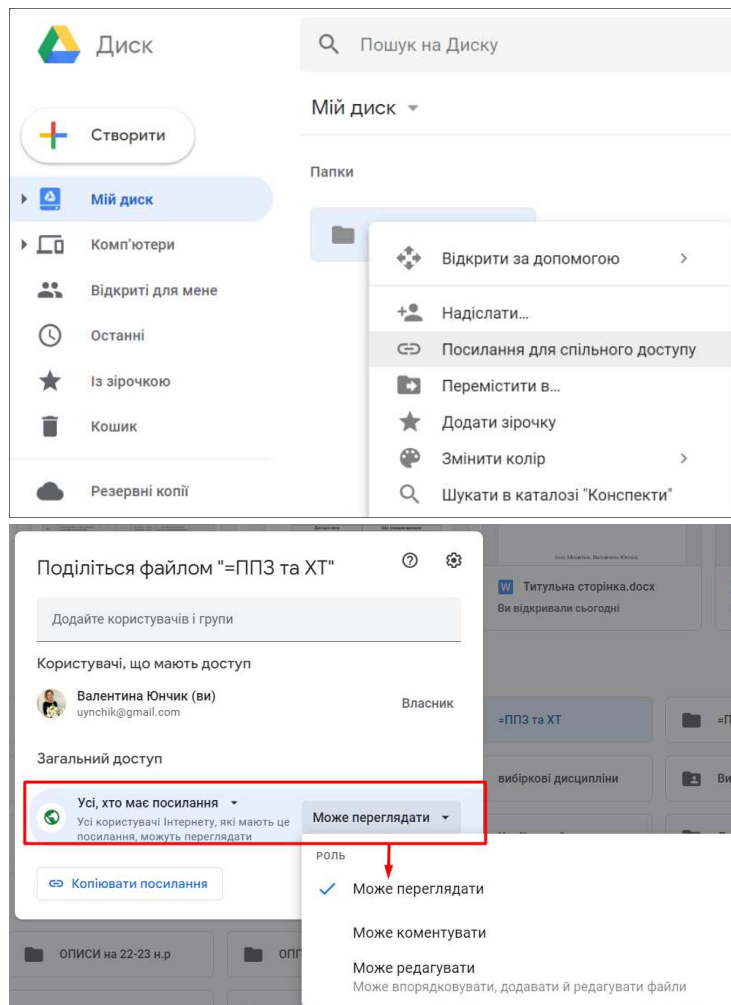 Диск
Пошук на Диску
Створити
Мій диск
Папки
Мій диск
Комп'ютери
Відкриті для мене
Останні
Із зірочкою
Кошик
Резервні копії
Відкрити за допомогою
Надіслати...
Посилання для спільного доступу
Перемістити в...
Додати зірочку
Змінити колір
Шукати в каталозі "Конспекти"
Поділіться файлом "=ППЗ та ХТ"
Додайте користувачів і групи
Користувачі, що мають доступ
Валентина Юнчик (ви)
uynchik@gmail.com
Власник
Загальний доступ
Усі, хто має посилання
Усі користувачі Інтернету, які мають це
посилання, можуть переглядати
Може переглядати
Копіювати посилання
РОЛЬ
Може переглядати
Може коментувати
Може редагувати
Може впорядковувати, додавати й редагувати файли
W Титульна сторінка.docx
Ви відкривали сьогодні
=ППЗ та ХТ
вибіркові дисципліни
Ви
ОПИСИ на 22-23 н.р